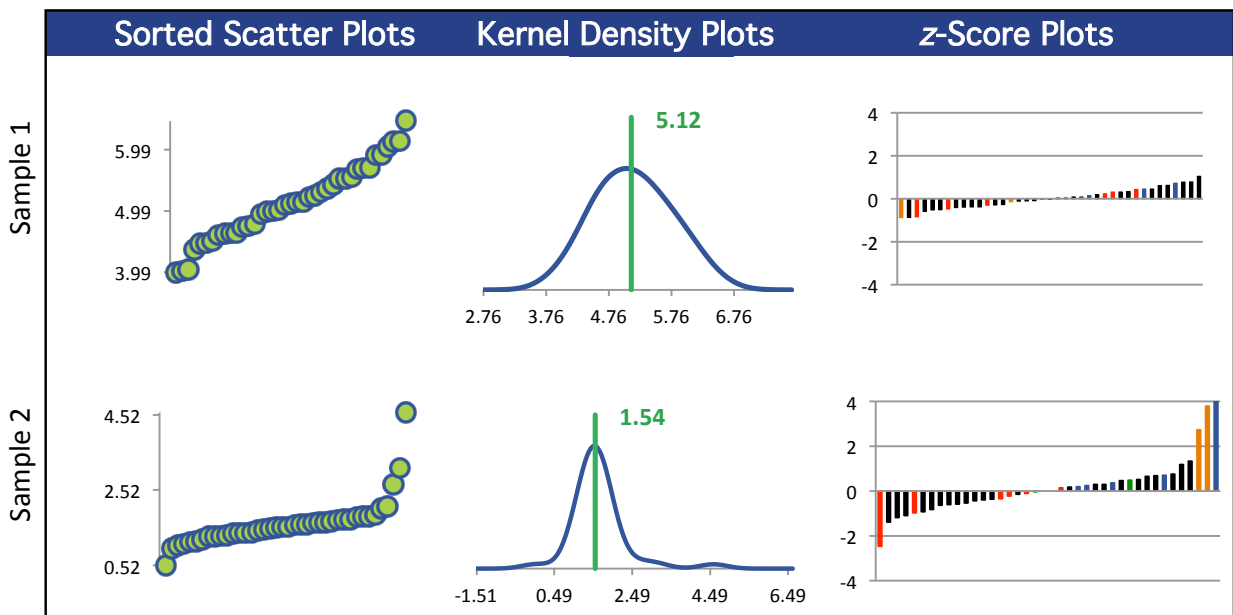 Sorted Scatter Plots
Kernel Density Plots
z-Score Plots
Sample 1
5.99
4.99
3.99
5.12
2.76 3.76 4.76 5.76 6.76
4
2
0
-2
-4
Sample 2
4.52
2.52
0.52
1.54
-1.51 0.49 2.49 4.49 6.49
4
2
0
-2
-4